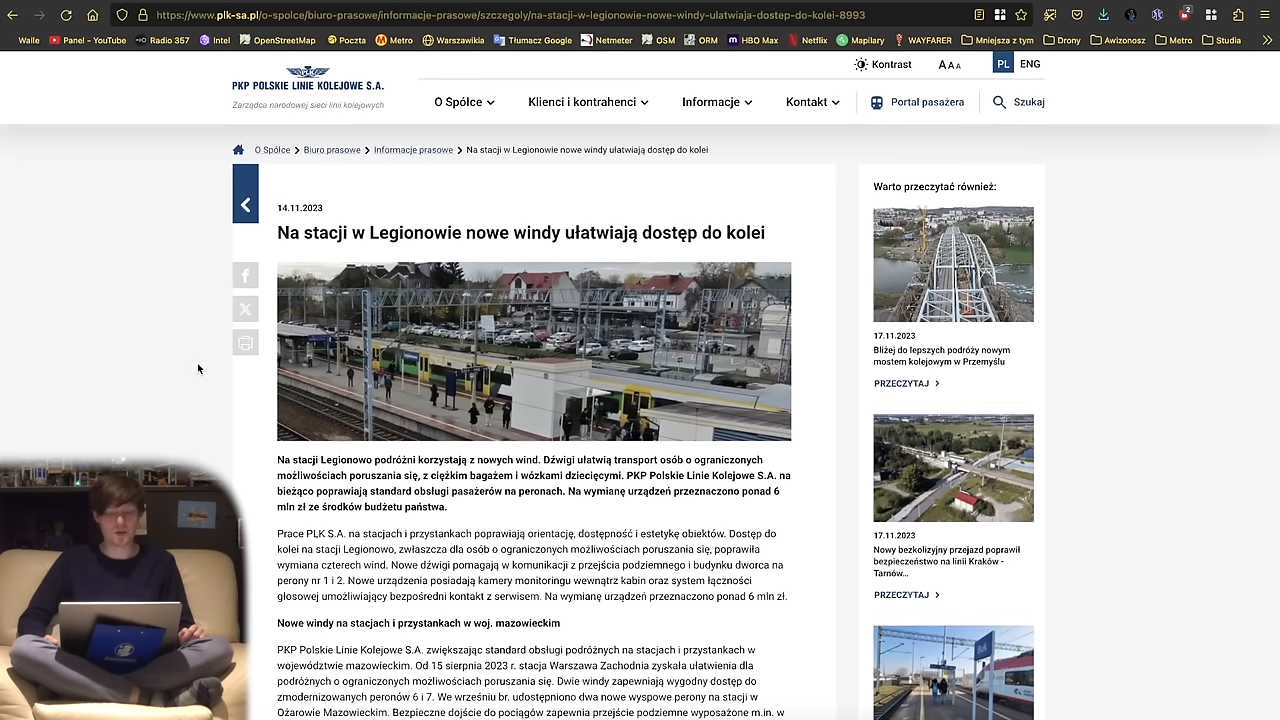 https://www.plk-sa.pl/o-spolce/biuro-prasowe/informacje-prasowe/szczegoly/na-stacji-w-legionowie-nowe-windy-ulatwiaja-dostep-do-kolei-8993
2
Walle Panel - YouTube Radio 357 Intel OpenStreetMap Poczta Metro Warszawikia Tłumacz Google Netmeter OSM ORM HBO Max Netflix Mapilary WAYFARER Mniejsza z tym Drony Awizonosz Metro Studia
Kontrast A A A PL ENG
PKP POLSKIE LINIE KOLEJOWE S.A.
Zarządca narodowej sieci linii kolejowych
O Spółce Klienci i kontrahenci Informacje Kontakt Portal pasażera Szukaj
O Spółce Biuro prasowe Informacje prasowe Na stacji w Legionowie nowe windy ułatwiają dostęp do kolei
14.11.2023
Na stacji w Legionowie nowe windy ułatwiają dostęp do kolei
Na stacji Legionowo podróżni korzystają z nowych wind. Dźwigi ułatwią transport osób o ograniczonych
możliwościach poruszania się, z ciężkim bagażem i wózkami dziecięcymi. PKP Polskie Linie Kolejowe S.A. na
bieżąco poprawiają standard obsługi pasażerów na peronach. Na wymianę urządzeń przeznaczono ponad 6
mln zł ze środków budżetu państwa.
Prace PLK S.A. na stacjach i przystankach poprawiają orientację, dostępność i estetykę obiektów. Dostęp do
kolei na stacji Legionowo, zwłaszcza dla osób o ograniczonych możliwościach poruszania się, poprawiła
wymiana czterech wind. Nowe dźwigi pomagają w komunikacji z przejścia podziemnego i budynku dworca na
perony nr 1 i 2. Nowe urządzenia posiadają kamery monitoringu wewnątrz kabin oraz system łączności
głosowej umożliwiający bezpośredni kontakt z serwisem. Na wymianę urządzeń przeznaczono ponad 6 mln zł.
Nowe windy na stacjach i przystankach w woj. mazowieckim
PKP Polskie Linie Kolejowe S.A. zwiększając standard obsługi podróżnych na stacjach i przystankach w
województwie mazowieckim. Od 15 sierpnia 2023 r. stacja Warszawa Zachodnia zyskała ułatwienia dla
podróżnych o ograniczonych możliwościach poruszania się. Dwie windy zapewniają wygodny dostęp do
zmodernizowanych peronów 6 i 7. We wrześniu br. udostępniono dwa nowe wyspowe perony na stacji w
Ożarowie Mazowieckim. Bezpieczne dojście do pociągów zapewnia przejście podziemne wyposażone m.in. w
Warto przeczytać również:
17.11.2023
Bliżej do lepszych podróży nowym
mostem kolejowym w Przemyślu
PRZECZYTAJ
17.11.2023
Nowy bezkolizyjny przejazd poprawił
bezpieczeństwo na linii Kraków -
Tarnów...
PRZECZYTAJ